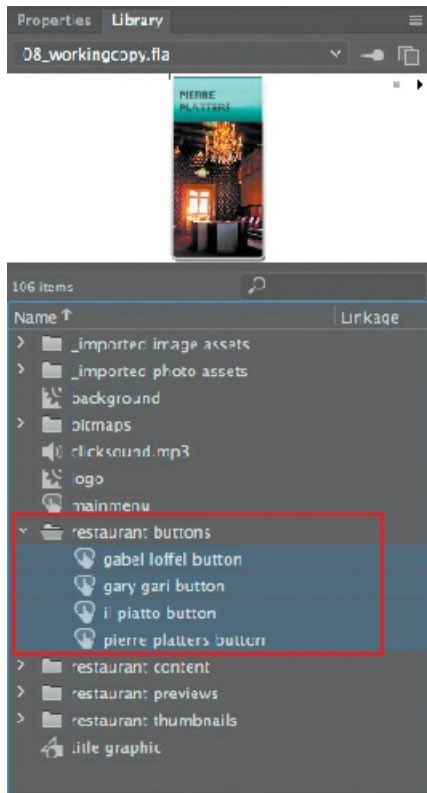 Properties Library
08_workingcopy.fla
PIERRE
PLATTERS
106 items
Name Linkage
_imported image assets
_imported photo assets
background
bitmaps
clicksound.mp3
logo
mainmenu
restaurant buttons
gabel loffel button
gary gari button
il piatto button
pierre platters button
restaurant content
restaurant previews
restaurant thumbnails
title graphic